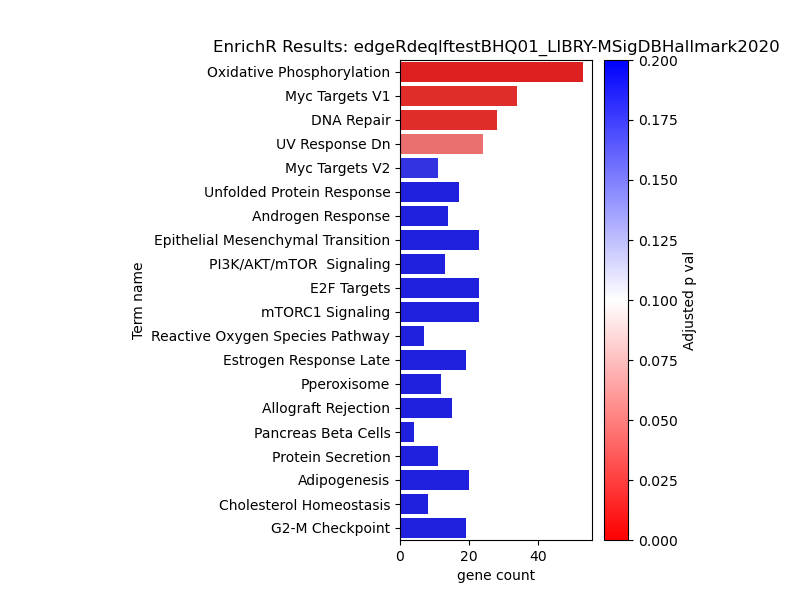 EnrichR Results: edgeRdeqlftestBHQ01_LIBRY-MSigDBHallmark2020
Oxidative Phosphorylation
Myc Targets V1
DNA Repair
UV Response Dn
Myc Targets V2
Unfolded Protein Response
Androgen Response
Epithelial Mesenchymal Transition
PI3K/AKT/mTOR  Signaling
E2F Targets
mTORC1 Signaling
Reactive Oxygen Species Pathway
Estrogen Response Late
Pperoxisome
Allograft Rejection
Pancreas Beta Cells
Protein Secretion
Adipogenesis
Cholesterol Homeostasis
G2-M Checkpoint
Term name
0 20 40
gene count
0.200
0.175
0.150
0.125
0.100
0.075
0.050
0.025
0.000
Adjusted p val